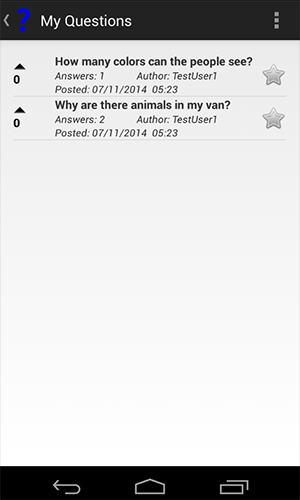 ? My Questions
How many colors can the people see?
0 Answers: 1 Author: TestUser1
Posted: 07/11/2014 05:23
Why are there animals in my van?
0 Answers: 2 Author: TestUser1
Posted: 07/11/2014 05:23